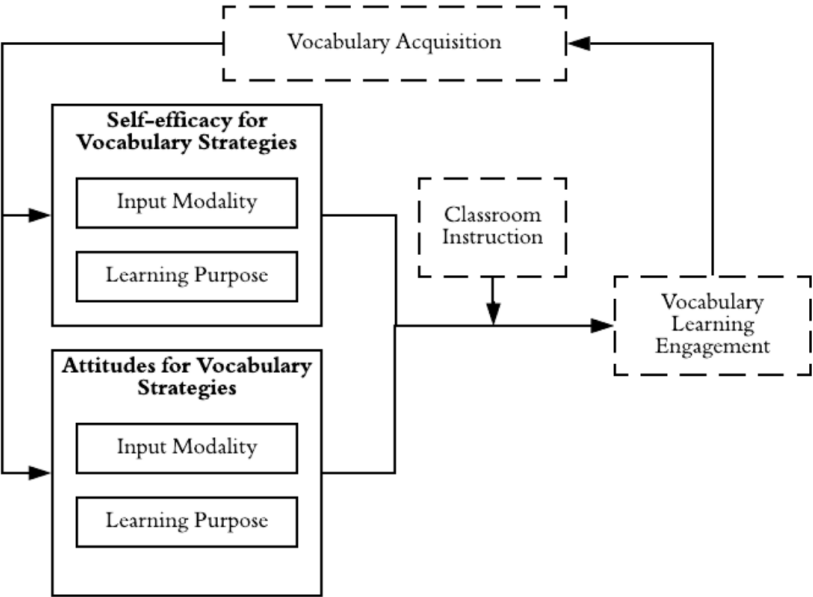 Vocabulary Acquisition
Self-efficacy for
Vocabulary Strategies
Input Modality
Learning Purpose
Classroom
Instruction
Vocabulary
Learning
Engagement
Attitudes for Vocabulary
Strategies
Input Modality
Learning Purpose